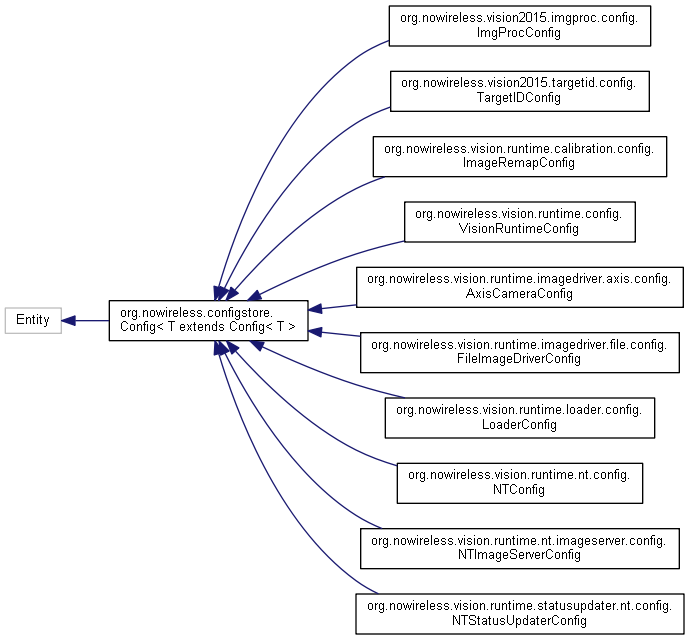 org.nowireless.vision2015.imgproc.config.
ImgProcConfig
org.nowireless.vision2015.targetid.config.
TargetIDConfig
org.nowireless.vision.runtime.calibration.config.
ImageRemapConfig
org.nowireless.vision.runtime.config.
VisionRuntimeConfig
org.nowireless.vision.runtime.imagedriver.axis.config.
AxisCameraConfig
Entity
org.nowireless.configstore.
Config< T extends Config< T >
org.nowireless.vision.runtime.imagedriver.file.config.
FileImageDriverConfig
org.nowireless.vision.runtime.loader.config.
LoaderConfig
org.nowireless.vision.runtime.nt.config.
NTConfig
org.nowireless.vision.runtime.nt.imageserver.config.
NTImageServerConfig
org.nowireless.vision.runtime.statusupdater.nt.config.
NTStatusUpdaterConfig